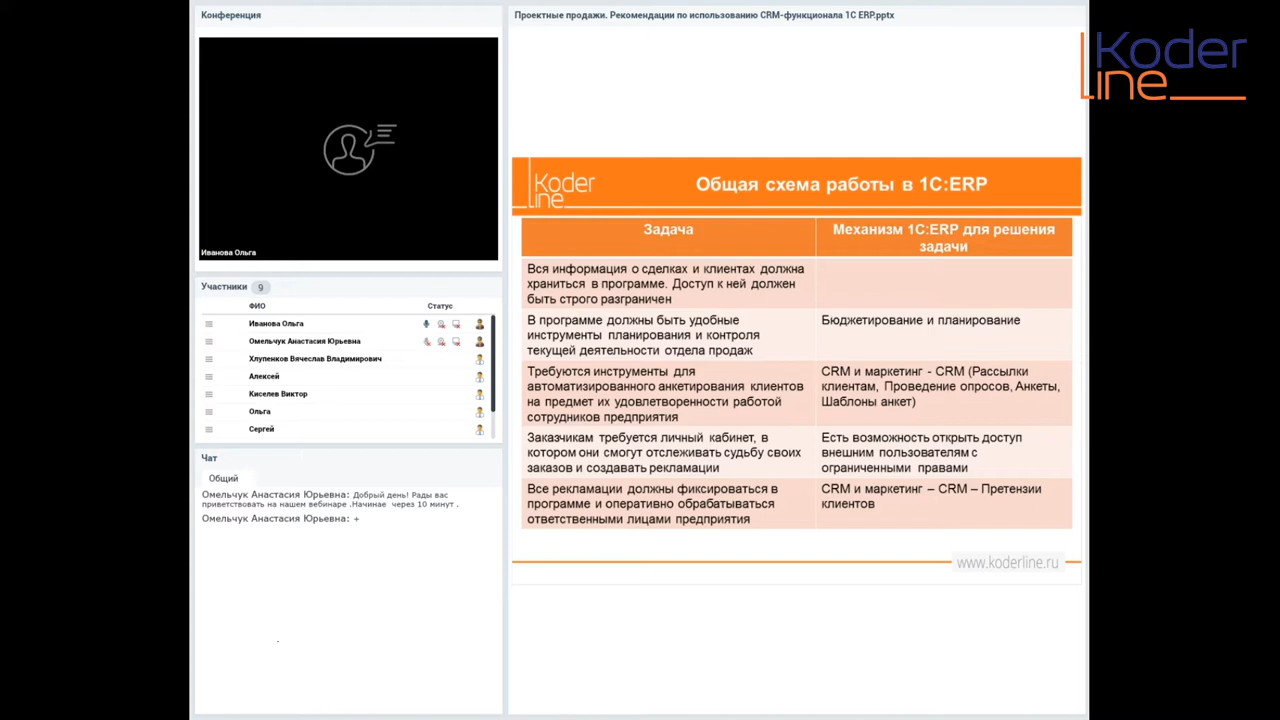 Конференция
Иванова Ольга
Участники 9
ФИО Статус
Иванова Ольга
Омельчук Анастасия Юрьевна
Хлупенков Вячеслав Владимирович
Алексей
Киселев Виктор
Ольга
Сергей
Чат
Общий
Омельчук Анастасия Юрьевна: Добрый день! Рады вас
приветствовать на нашем вебинаре .Начинае через 10 минут .
Омельчук Анастасия Юрьевна: +
Проектные продажи. Рекомендации по использованию CRM-функционала 1С ERP.pptx
Koder
line
Koder
line
Общая схема работы в 1С:ERP
Задача
Механизм 1С:ERP для решения
задачи
Вся информация о сделках и клиентах должна
храниться в программе. Доступ к ней должен
быть строго разграничен
В программе должны быть удобные
инструменты планирования и контроля
текущей деятельности отдела продаж
Бюджетирование и планирование
Требуются инструменты для
автоматизированного анкетирования клиентов
на предмет их удовлетворенности работой
сотрудников предприятия
CRM и маркетинг - CRM (Рассылки
клиентам, Проведение опросов, Анкеты,
Шаблоны анкет)
Заказчикам требуется личный кабинет, в
котором они смогут отслеживать судьбу своих
заказов и создавать рекламации
Есть возможность открыть доступ
внешним пользователям с
ограниченными правами
Все рекламации должны фиксироваться в
программе и оперативно обрабатываться
ответственными лицами предприятия
CRM и маркетинг – CRM – Претензии
клиентов
www.koderline.ru